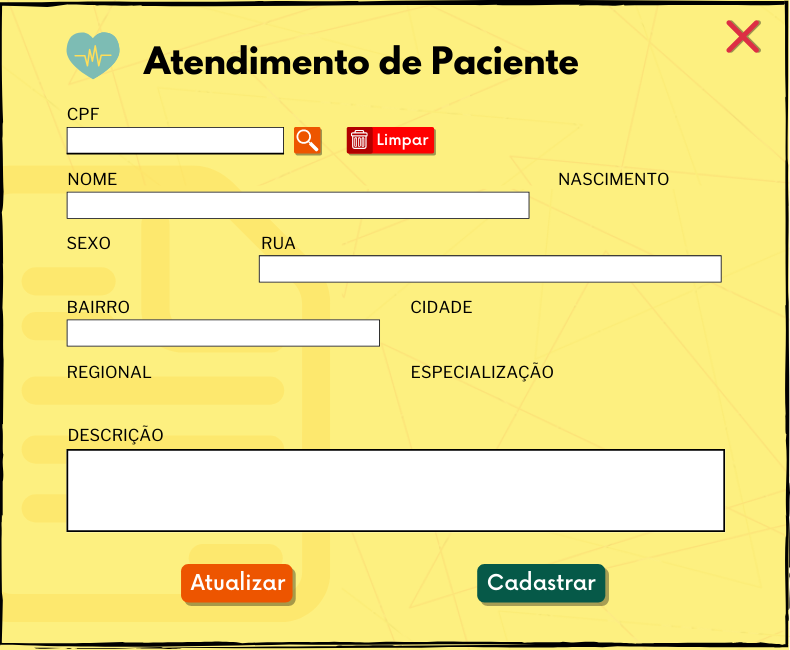 Atendimento de Paciente
CPF
Limpar
NOME NASCIMENTO
SEXO RUA
BAIRRO CIDADE
REGIONAL ESPECIALIZAÇÃO
DESCRIÇÃO
Atualizar Cadastrar